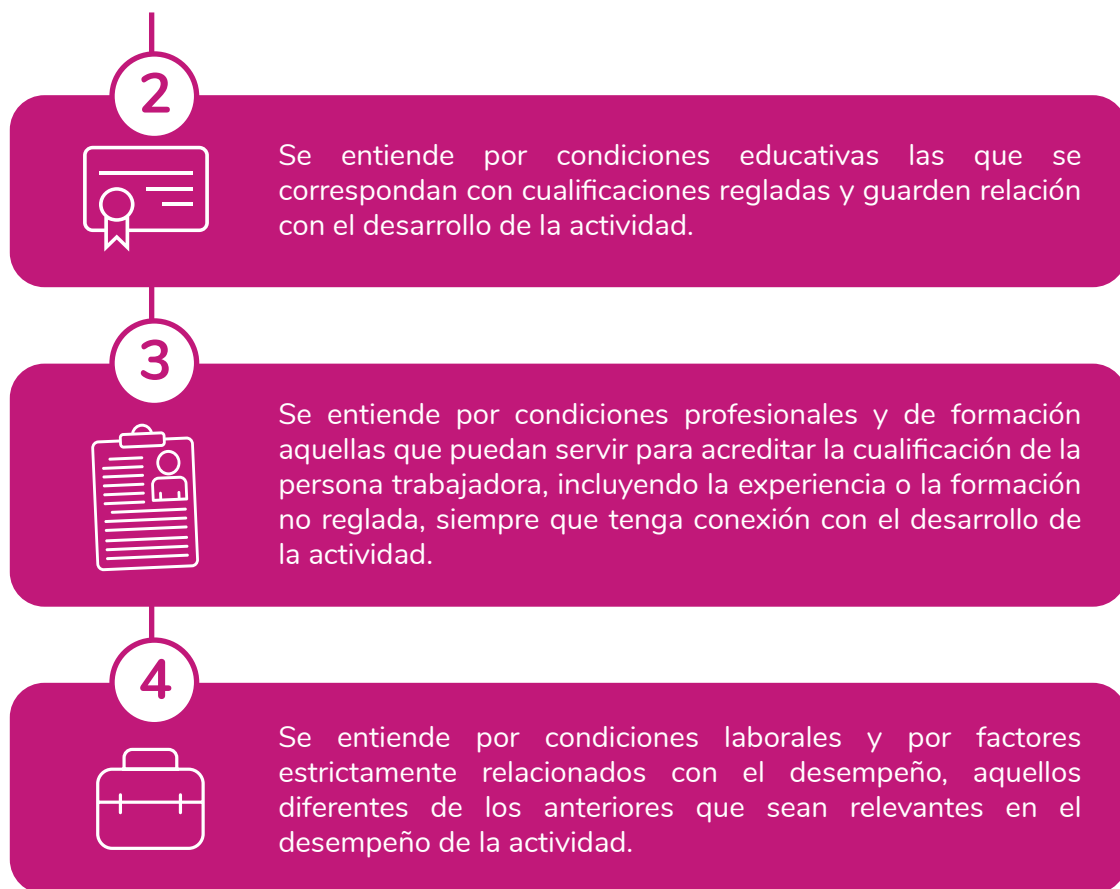 2
Se entiende por condiciones educativas las que se
correspondan con cualificaciones regladas y guarden relación
con el desarrollo de la actividad.
3
Se entiende por condiciones profesionales y de formación
aquellas que puedan servir para acreditar la cualificación de la
persona trabajadora, incluyendo la experiencia o la formación
no reglada, siempre que tenga conexión con el desarrollo de
la actividad.
4
Se entiende por condiciones laborales y por factores
estrictamente relacionados con el desempeño, aquellos
diferentes de los anteriores que sean relevantes en el
desempeño de la actividad.